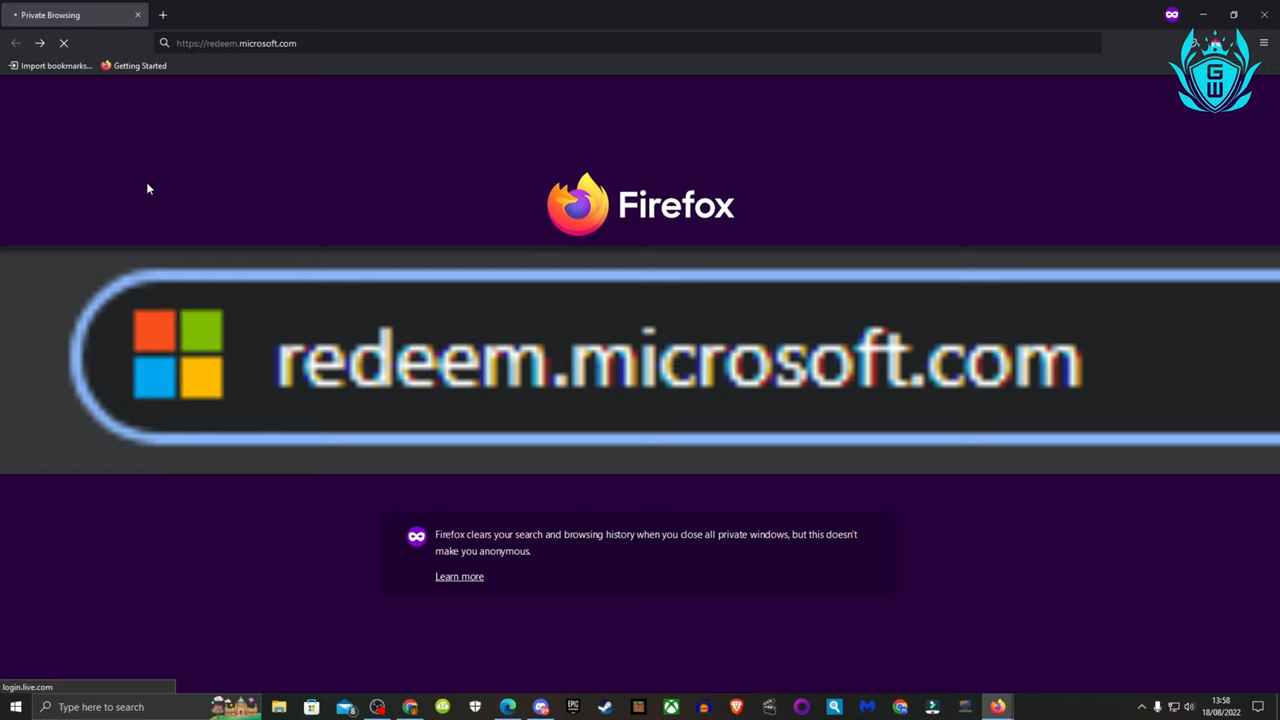 Private Browsing
https://redeem.microsoft.com
Import bookmarks...
Getting Started
G
W
Firefox
redeem.microsoft.com
Firefox clears your search and browsing history when you close all private windows, but this doesn't
make you anonymous.
Learn more
login.live.com
Type here to search
8
EPIC
13:58
18/08/2022